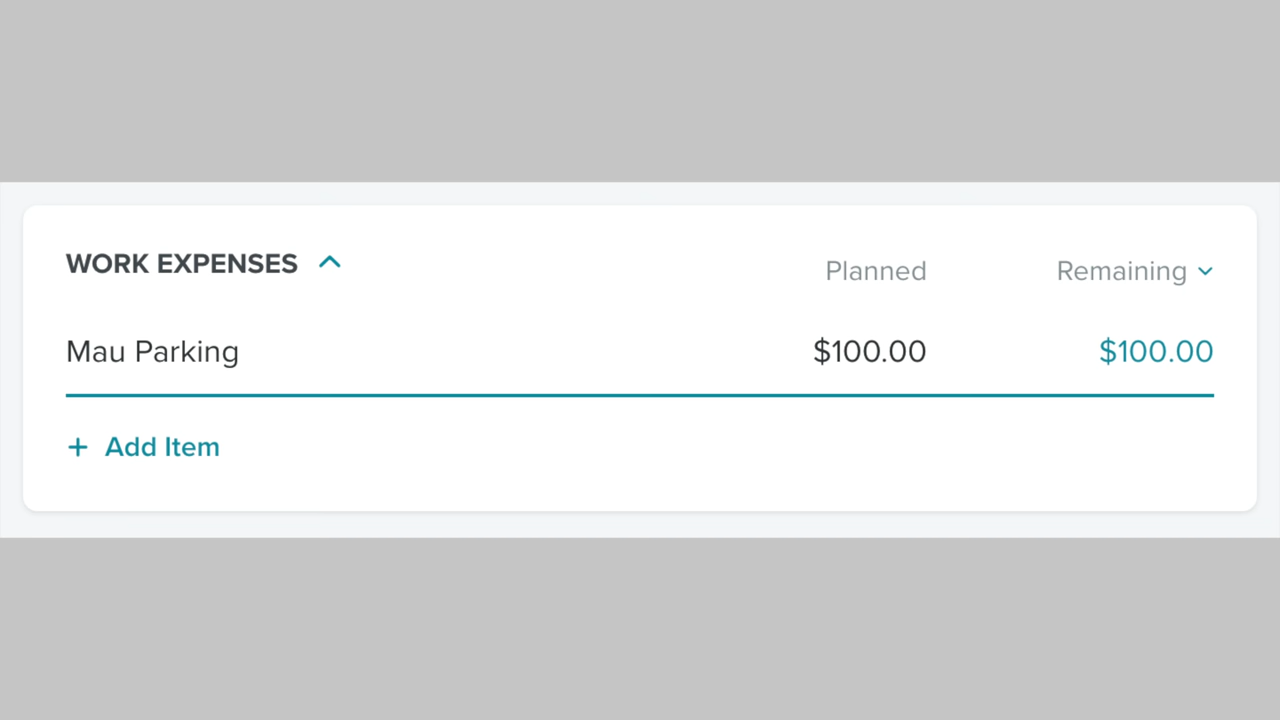 WORK EXPENSES Planned Remaining
Mau Parking $100.00 $100.00
+ Add Item